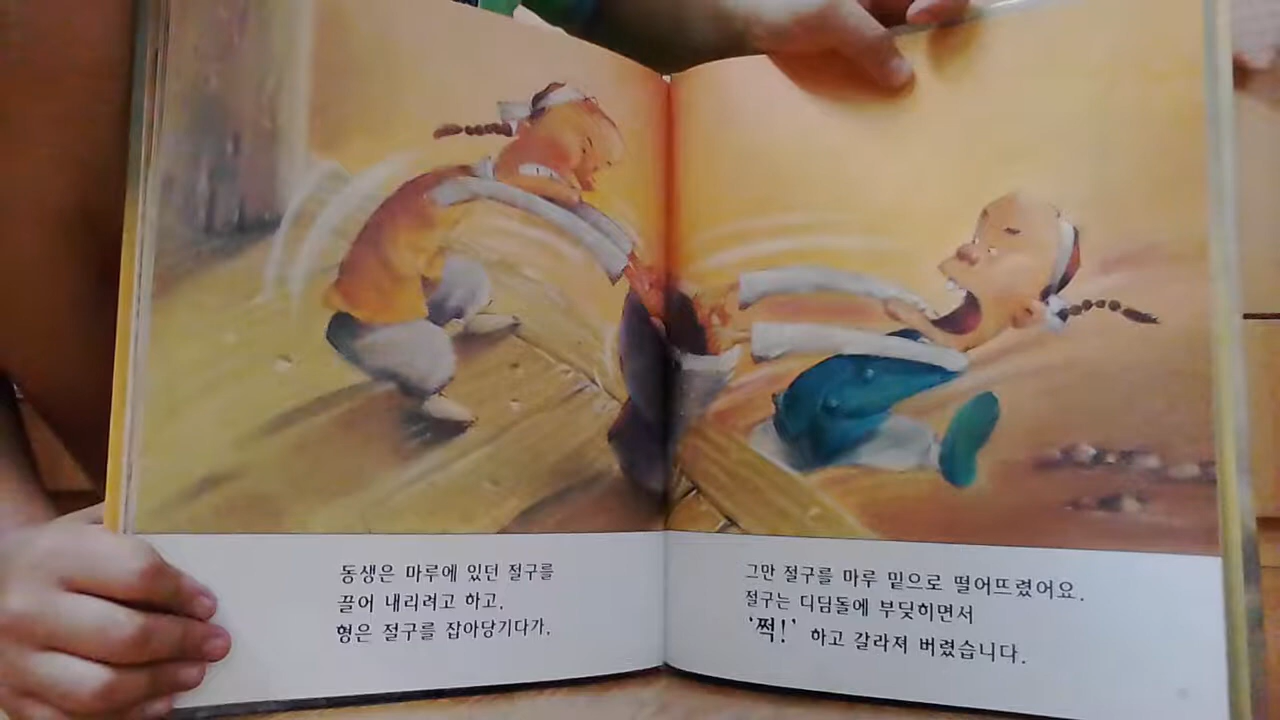 동생은 마루에 있던 절구를
끌어 내리려고 하고,
형은 절구를 잡아당기다가,
그만 절구를 마루 밑으로 떨어뜨렸어요.
절구는 디딤돌에 부딪히면서
'쩍!' 하고 갈라져 버렸습니다.